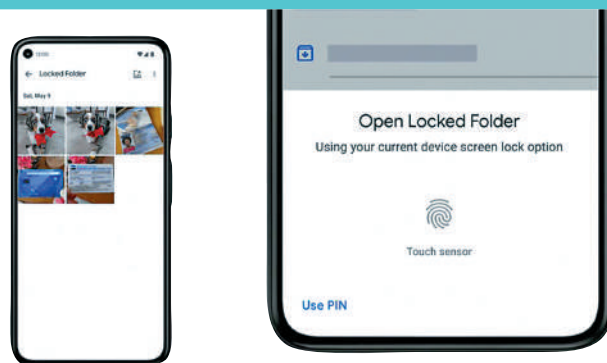 Locked Folder
Sat, May 9
Open Locked Folder
Using your current device screen lock option
Touch sensor
Use PIN